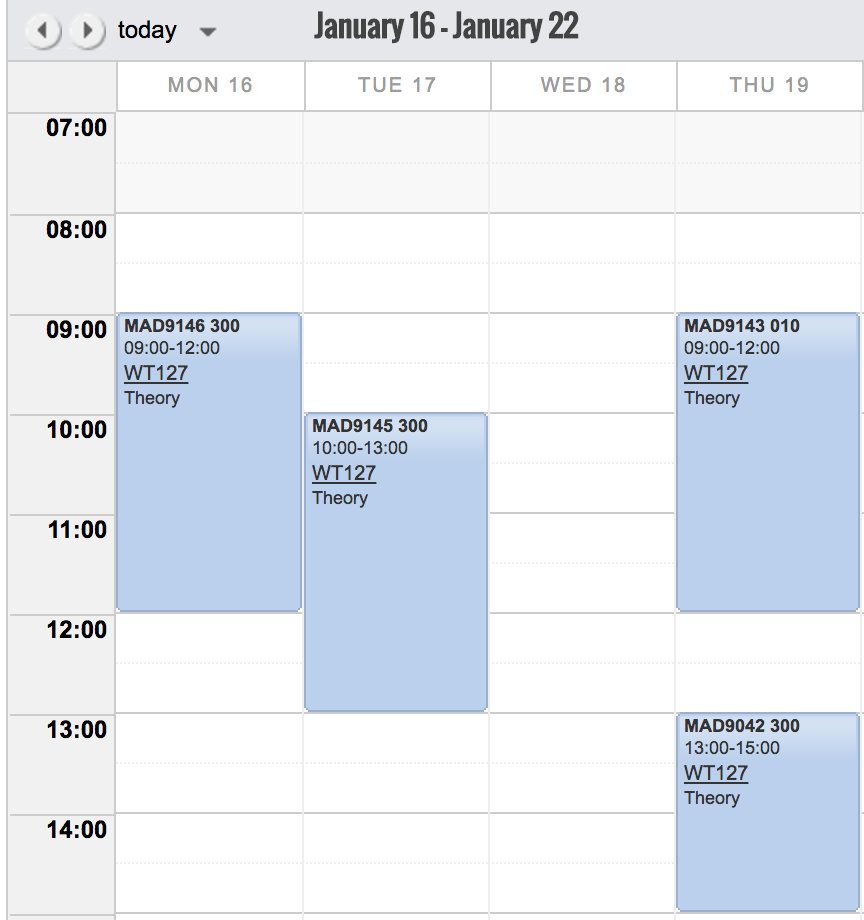 today
January 16 - January 22
MON 16
TUE 17
WED 18
THU 19
07:00
08:00
09:00
10:00
11:00
12:00
13:00
14:00
MAD9146 300
09:00-12:00
WT127
Theory
MAD9145 300
10:00-13:00
WT127
Theory
MAD9143 010
09:00-12:00
WT127
Theory
MAD9042 300
13:00-15:00
WT127
Theory